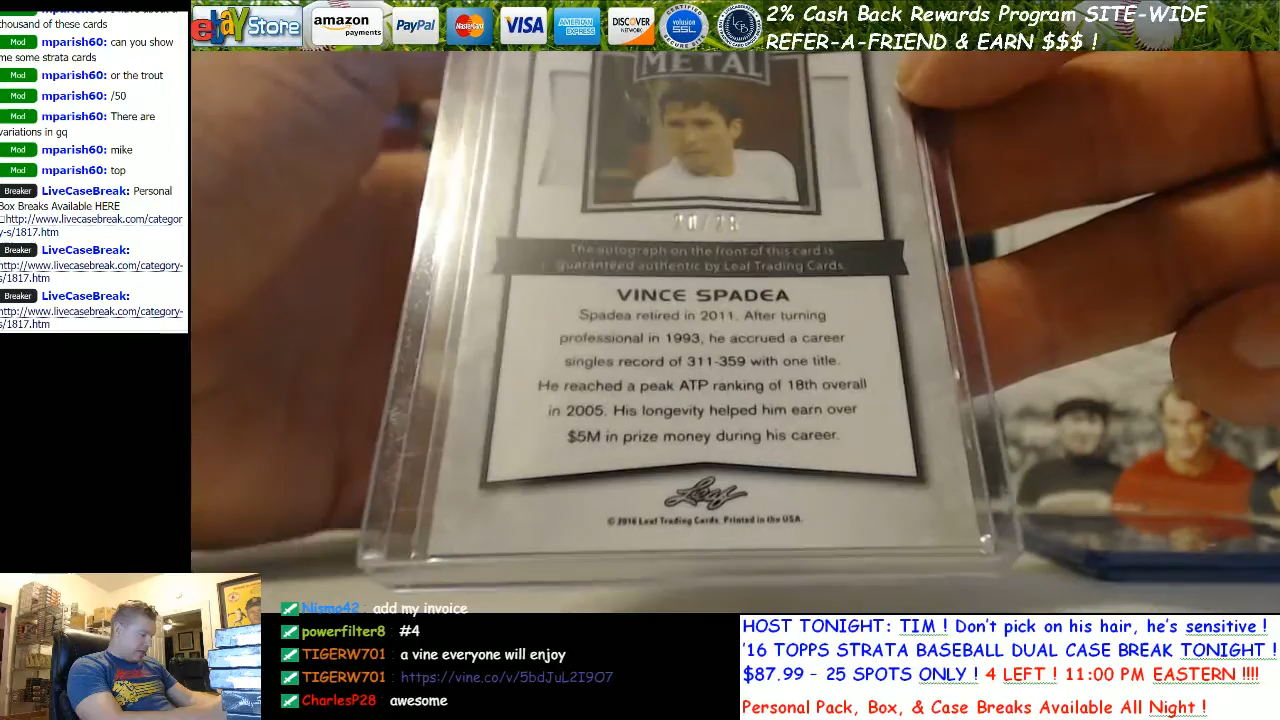 thousand of these cards
Mod mparish60: can you show
me some strata cards
Mod mparish60: or the trout
Mod mparish60: /50
Mod mparish60: There are
variations in gq
Mod mparish60: mike
Mod mparish60: top
Breaker LiveCaseBreak: Personal
Box Breaks Available HERE
http://www.livecasebreak.com/categor
y-s/1817.htm
Breaker LiveCaseBreak:
http://www.livecasebreak.com/category-
s/1817.htm
Breaker LiveCaseBreak:
http://www.livecasebreak.com/category-
s/1817.htm
ebay Store
amazon
payments
PayPal
MasterCard
VISA
AMERICAN
EXPRESS
DISCOVER
NETWORK
CERTIFIED
volusion
SSL
SECURE SITE
LCB
2% Cash Back Rewards Program SITE-WIDE
REFER-A-FRIEND & EARN $$$ !
METAL
The autograph on the front of this card is
guaranteed authentic by Leaf Trading Cards.
VINCE SPADEA
Spadea retired in 2011. After turning
professional in 1993, he accrued a career
singles record of 311-359 with one title.
He reached a peak ATP ranking of 18th overall
in 2005. His longevity helped him earn over
$5M in prize money during his career.
Leaf
© 2016 Leaf Trading Cards. Printed in the USA.
Nismo42: add my invoice
powerfilter8: #4
TIGERW701: a vine everyone will enjoy
TIGERW701: https://vine.co/v/5bdJuL2I9O7
CharlesP28: awesome
HOST TONIGHT: TIM ! Don't pick on his hair, he's sensitive !
'16 TOPPS STRATA BASEBALL DUAL CASE BREAK TONIGHT !
$87.99 - 25 SPOTS ONLY ! 4 LEFT ! 11:00 PM EASTERN !!!!
Personal Pack, Box, & Case Breaks Available All Night !